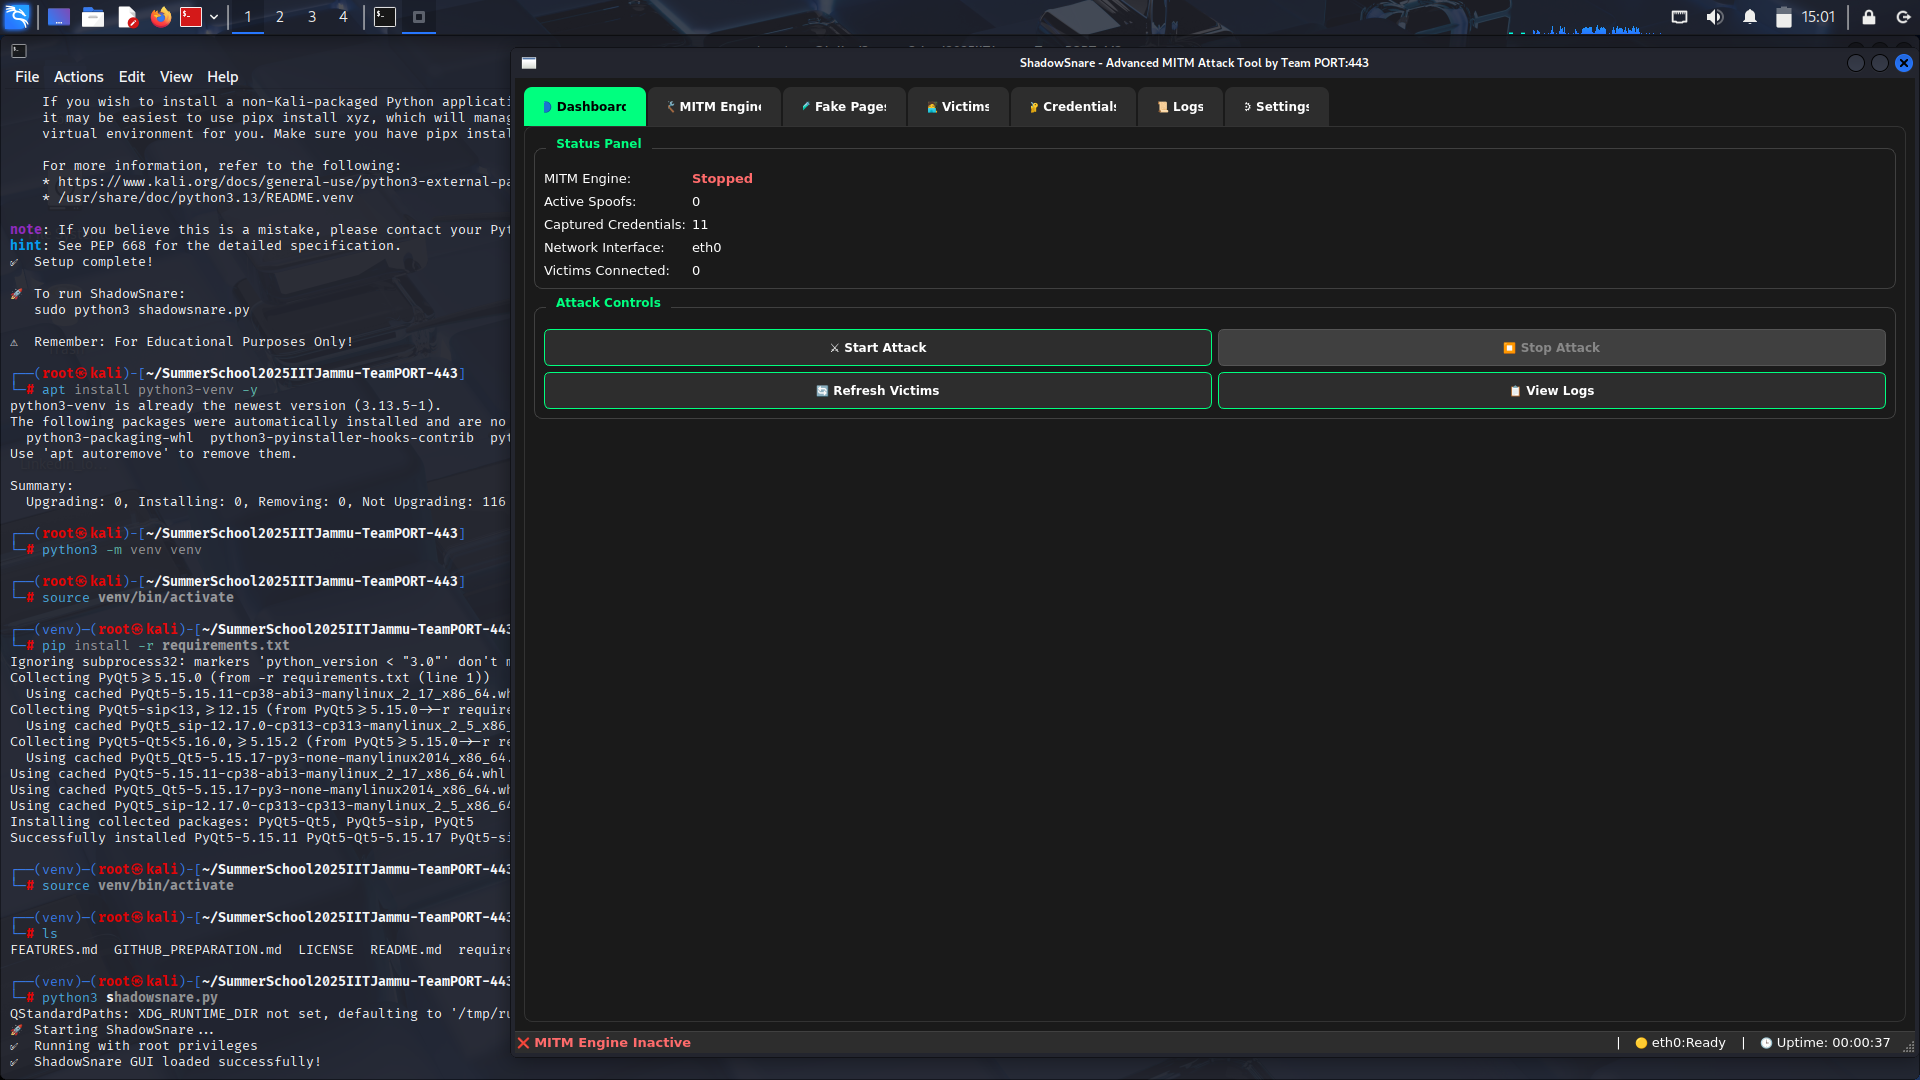 1 2 3 4
15:01
File Actions Edit View Help
If you wish to install a non-Kali-packaged Python applicati
it may be easiest to use pipx install xyz, which will manag
virtual environment for you. Make sure you have pipx instal
For more information, refer to the following:
* https://www.kali.org/docs/general-use/python3-external-pa
* /usr/share/doc/python3.13/README.venv
note: If you believe this is a mistake, please contact your Pyt
hint: See PEP 668 for the detailed specification.
✓ Setup complete!
🚀 To run ShadowSnare:
sudo python3 shadowsnare.py
⚠ Remember: For Educational Purposes Only!
┌──(root㉿kali)-[~/SummerSchool2025IITJammu-TeamPORT-443]
└─# apt install python3-venv -y
python3-venv is already the newest version (3.13.5-1).
The following packages were automatically installed and are no
python3-packaging-whl python3-pyinstaller-hooks-contrib pyt
Use 'apt autoremove' to remove them.
Summary:
Upgrading: 0, Installing: 0, Removing: 0, Not Upgrading: 116
┌──(root㉿kali)-[~/SummerSchool2025IITJammu-TeamPORT-443]
└─# python3 -m venv venv
┌──(root㉿kali)-[~/SummerSchool2025IITJammu-TeamPORT-443]
└─# source venv/bin/activate
┌──(venv)─(root㉿kali)-[~/SummerSchool2025IITJammu-TeamPORT-443
└─# pip install -r requirements.txt
Ignoring subprocess32: markers 'python_version < "3.0"' don't m
Collecting PyQt5>=5.15.0 (from -r requirements.txt (line 1))
Using cached PyQt5-5.15.11-cp38-abi3-manylinux_2_17_x86_64.wh
Collecting PyQt5-sip<13,>=12.15 (from PyQt5>=5.15.0->-r require
Using cached PyQt5_sip-12.17.0-cp313-cp313-manylinux_2_5_x86_
Collecting PyQt5-Qt5<5.16.0,>=5.15.2 (from PyQt5>=5.15.0->-r re
Using cached PyQt5_Qt5-5.15.17-py3-none-manylinux2014_x86_64.
Using cached PyQt5-5.15.11-cp38-abi3-manylinux_2_17_x86_64.whl
Using cached PyQt5_Qt5-5.15.17-py3-none-manylinux2014_x86_64.wh
Using cached PyQt5_sip-12.17.0-cp313-cp313-manylinux_2_5_x86_64
Installing collected packages: PyQt5-Qt5, PyQt5-sip, PyQt5
Successfully installed PyQt5-5.15.11 PyQt5-Qt5-5.15.17 PyQt5-si
┌──(venv)─(root㉿kali)-[~/SummerSchool2025IITJammu-TeamPORT-443
└─# source venv/bin/activate
┌──(venv)─(root㉿kali)-[~/SummerSchool2025IITJammu-TeamPORT-443
└─# ls
FEATURES.md GITHUB_PREPARATION.md LICENSE README.md require
┌──(venv)─(root㉿kali)-[~/SummerSchool2025IITJammu-TeamPORT-443
└─# python3 shadowsnare.py
QStandardPaths: XDG_RUNTIME_DIR not set, defaulting to '/tmp/ru
🚀 Starting ShadowSnare...
✓ Running with root privileges
✓ ShadowSnare GUI loaded successfully!
ShadowSnare - Advanced MITM Attack Tool by Team PORT:443
Dashboard MITM Engine Fake Pages Victims Credentials Logs Settings
Status Panel
MITM Engine: Stopped
Active Spoofs: 0
Captured Credentials: 11
Network Interface: eth0
Victims Connected: 0
Attack Controls
⚔ Start Attack
⏹ Stop Attack
🔄 Refresh Victims
📋 View Logs
❌ MITM Engine Inactive
| 🟡 eth0:Ready | 🕒 Uptime: 00:00:37